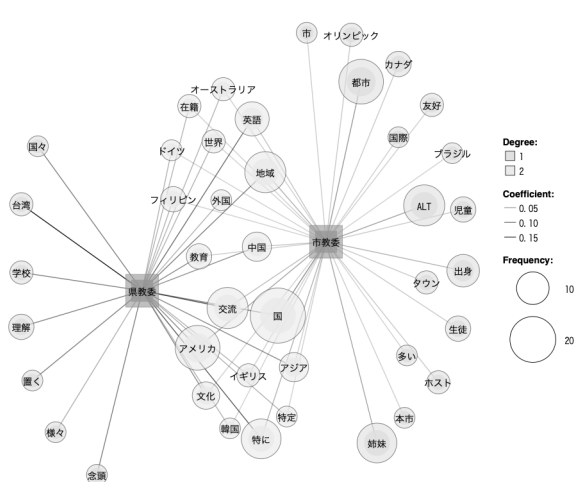 市
オリンピック
カナダ
都市
オーストラリア
在籍
友好
英語
国際
世界
国々
ドイツ
ブラジル
地域
フィリピン
外国
台湾
ALT
児童
市教委
中国
教育
学校
出身
タウン
県教委
交流
国
理解
生徒
アメリカ
多い
アジア
イギリス
置く
ホスト
文化
特定
本市
韓国
様々
特に
姉妹
念頭
Degree:
1
2
Coefficient:
0.05
0.10
0.15
Frequency:
10
20